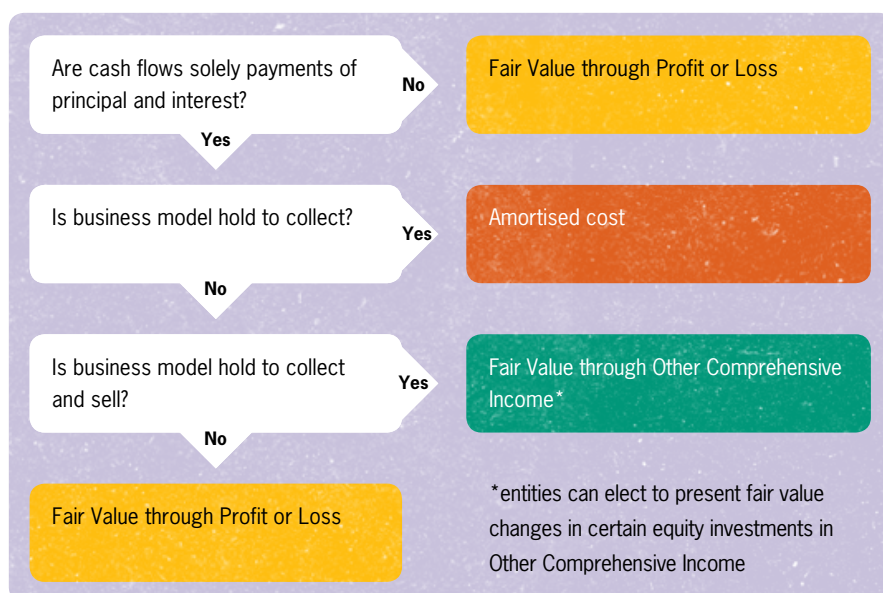 Are cash flows solely payments of
principal and interest?
No
Fair Value through Profit or Loss
Yes
Is business model hold to collect?
Yes
Amortised cost
No
Is business model hold to collect
and sell?
Yes
Fair Value through Other Comprehensive
Income*
No
Fair Value through Profit or Loss
*entities can elect to present fair value
changes in certain equity investments in
Other Comprehensive Income